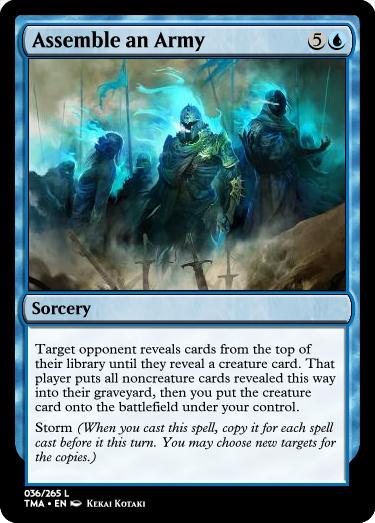 Assemble an Army 5
Sorcery
Target opponent reveals cards from the top of
their library until they reveal a creature card. That
player puts all noncreature cards revealed this way
into their graveyard, then you put the creature
card onto the battlefield under your control.
Storm (When you cast this spell, copy it for each spell
cast before it this turn. You may choose new targets for
the copies.)
036/265 L
TMA • EN Kekai Kotaki